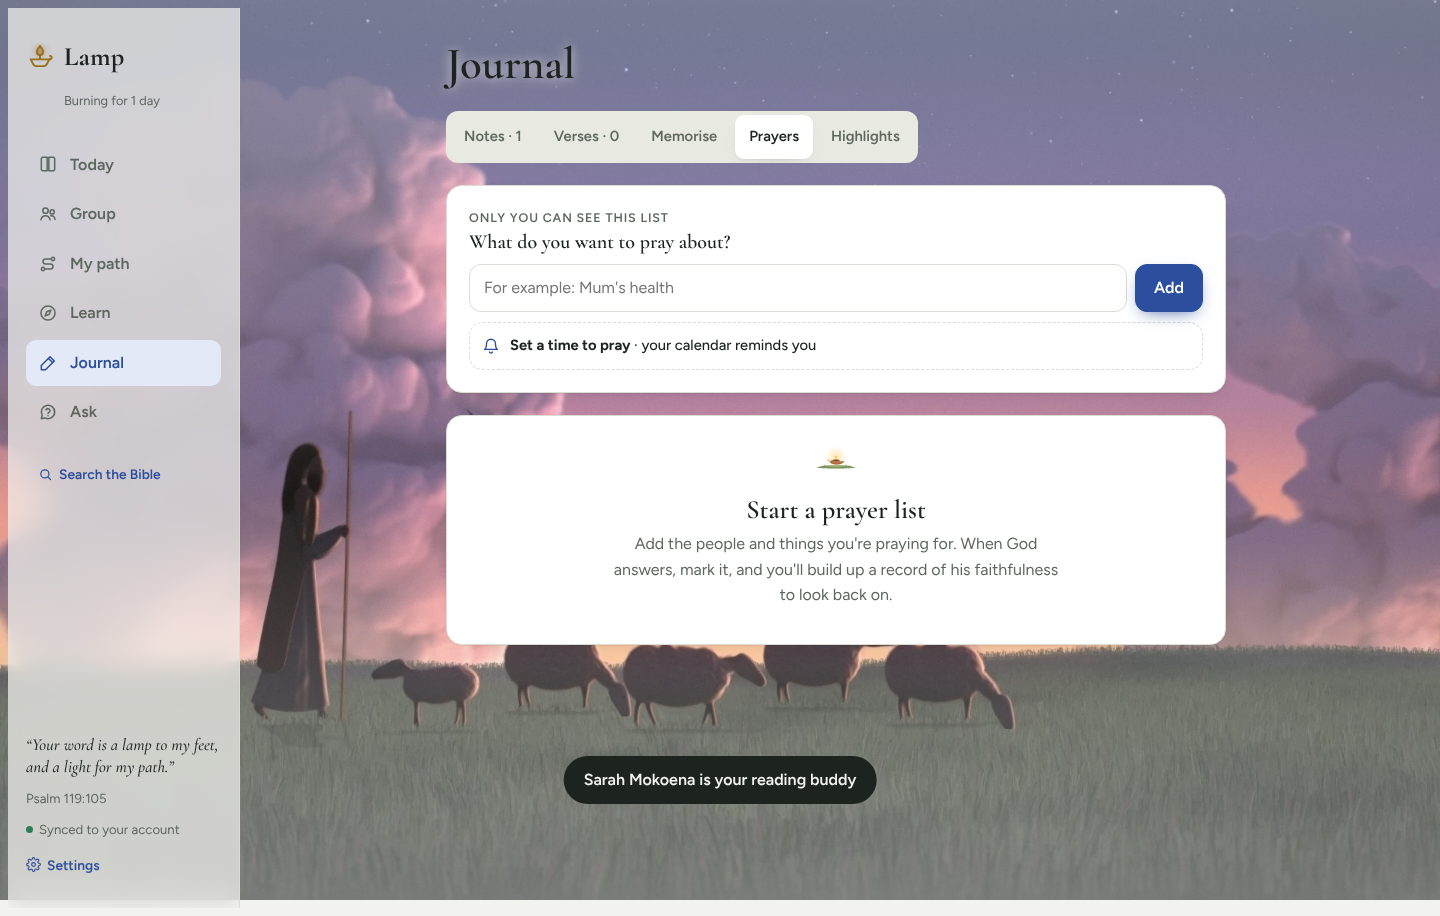 Lamp
Burning for 1 day
Today
Group
My path
Learn
Journal
Ask
Search the Bible
“Your word is a lamp to my feet,
and a light for my path.”
Psalm 119:105
Synced to your account
Settings
Journal
Notes · 1
Verses · 0
Memorise
Prayers
Highlights
ONLY YOU CAN SEE THIS LIST
What do you want to pray about?
For example: Mum's health
Add
Set a time to pray · your calendar reminds you
Start a prayer list
Add the people and things you're praying for. When God
answers, mark it, and you'll build up a record of his faithfulness
to look back on.
Sarah Mokoena is your reading buddy